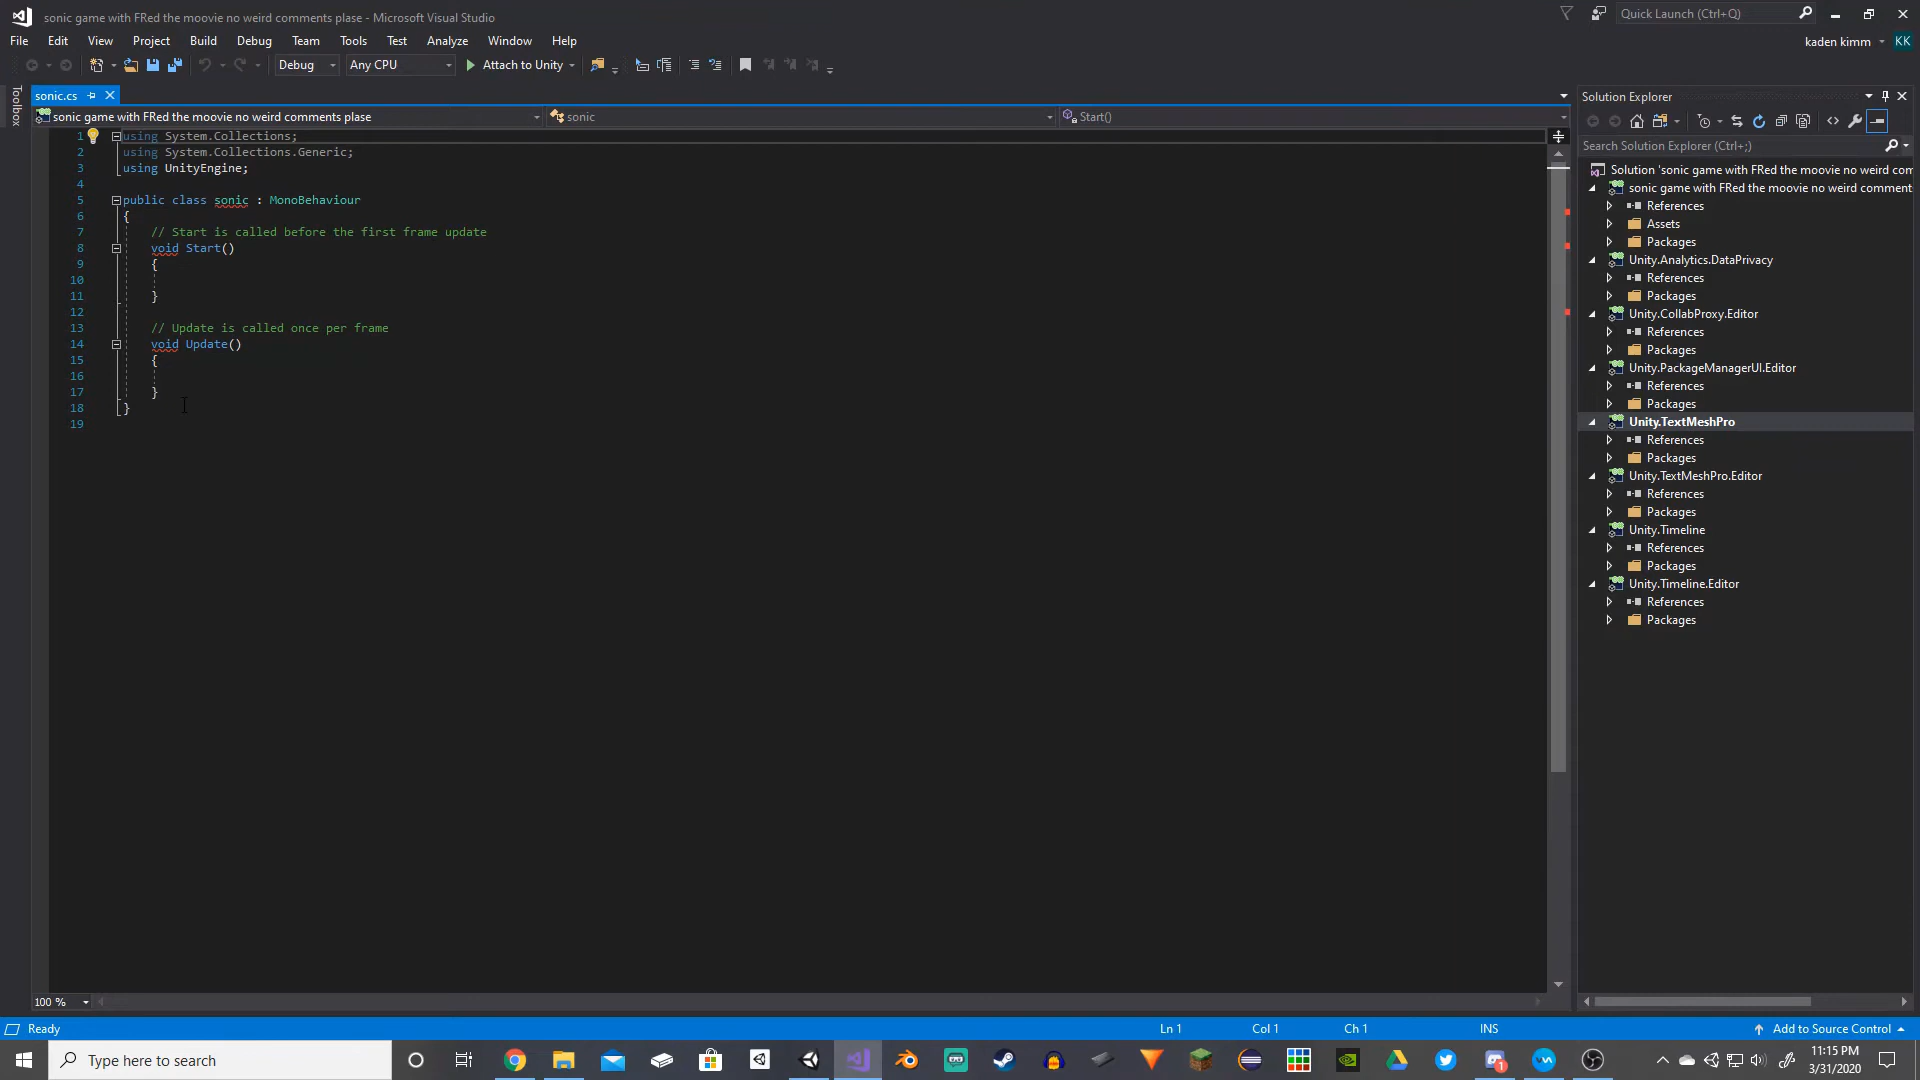 sonic game with FRed the moovie no weird comments plase - Microsoft Visual Studio
Quick Launch (Ctrl+Q)
File Edit View Project Build Debug Team Tools Test Analyze Window Help
kaden kimm KK
Debug Any CPU Attach to Unity
Toolbox
sonic.cs
sonic game with FRed the moovie no weird comments plase sonic Start()
1 using System.Collections;
2 using System.Collections.Generic;
3 using UnityEngine;
4
5 public class sonic : MonoBehaviour
6 {
7 // Start is called before the first frame update
8 void Start()
9 {
10
11 }
12
13 // Update is called once per frame
14 void Update()
15 {
16
17 }
18 }
19
Solution Explorer
Search Solution Explorer (Ctrl+;)
Solution 'sonic game with FRed the moovie no weird com
sonic game with FRed the moovie no weird comment
References
Assets
Packages
Unity.Analytics.DataPrivacy
References
Packages
Unity.CollabProxy.Editor
References
Packages
Unity.PackageManagerUI.Editor
References
Packages
Unity.TextMeshPro
References
Packages
Unity.TextMeshPro.Editor
References
Packages
Unity.Timeline
References
Packages
Unity.Timeline.Editor
References
Packages
100 %
Ready Ln 1 Col 1 Ch 1 INS Add to Source Control
Type here to search
1
11:15 PM
3/31/2020